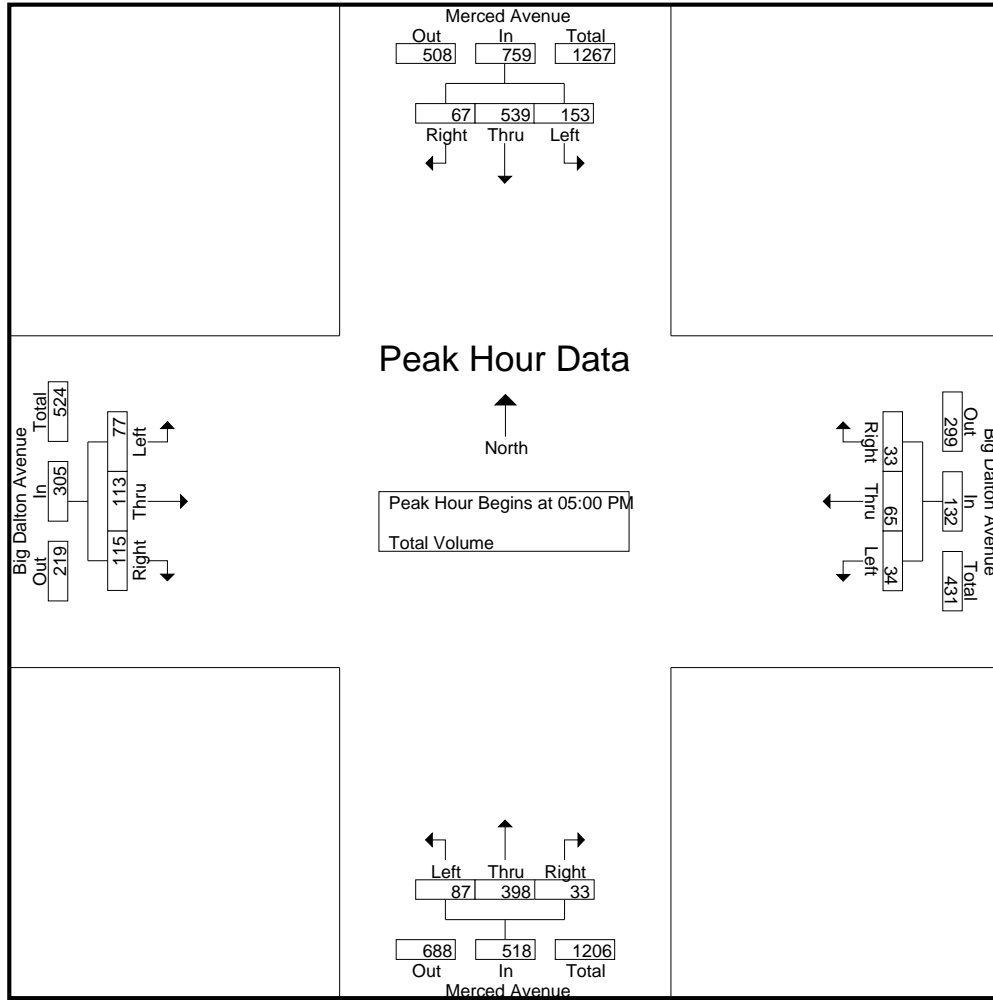 Merced Avenue
Out In Total
508 759 1267
67 539 153
Right Thru Left
Peak Hour Data
North
Peak Hour Begins at 05:00 PM
Total Volume
Big Dalton Avenue
Out In Total
219 305 524
Right Thru Left
115 113 77
Right Thru Left
33 65 34
Out In Total
299 132 431
Big Dalton Avenue
Left Thru Right
87 398 33
688 518 1206
Out In Total
Merced Avenue